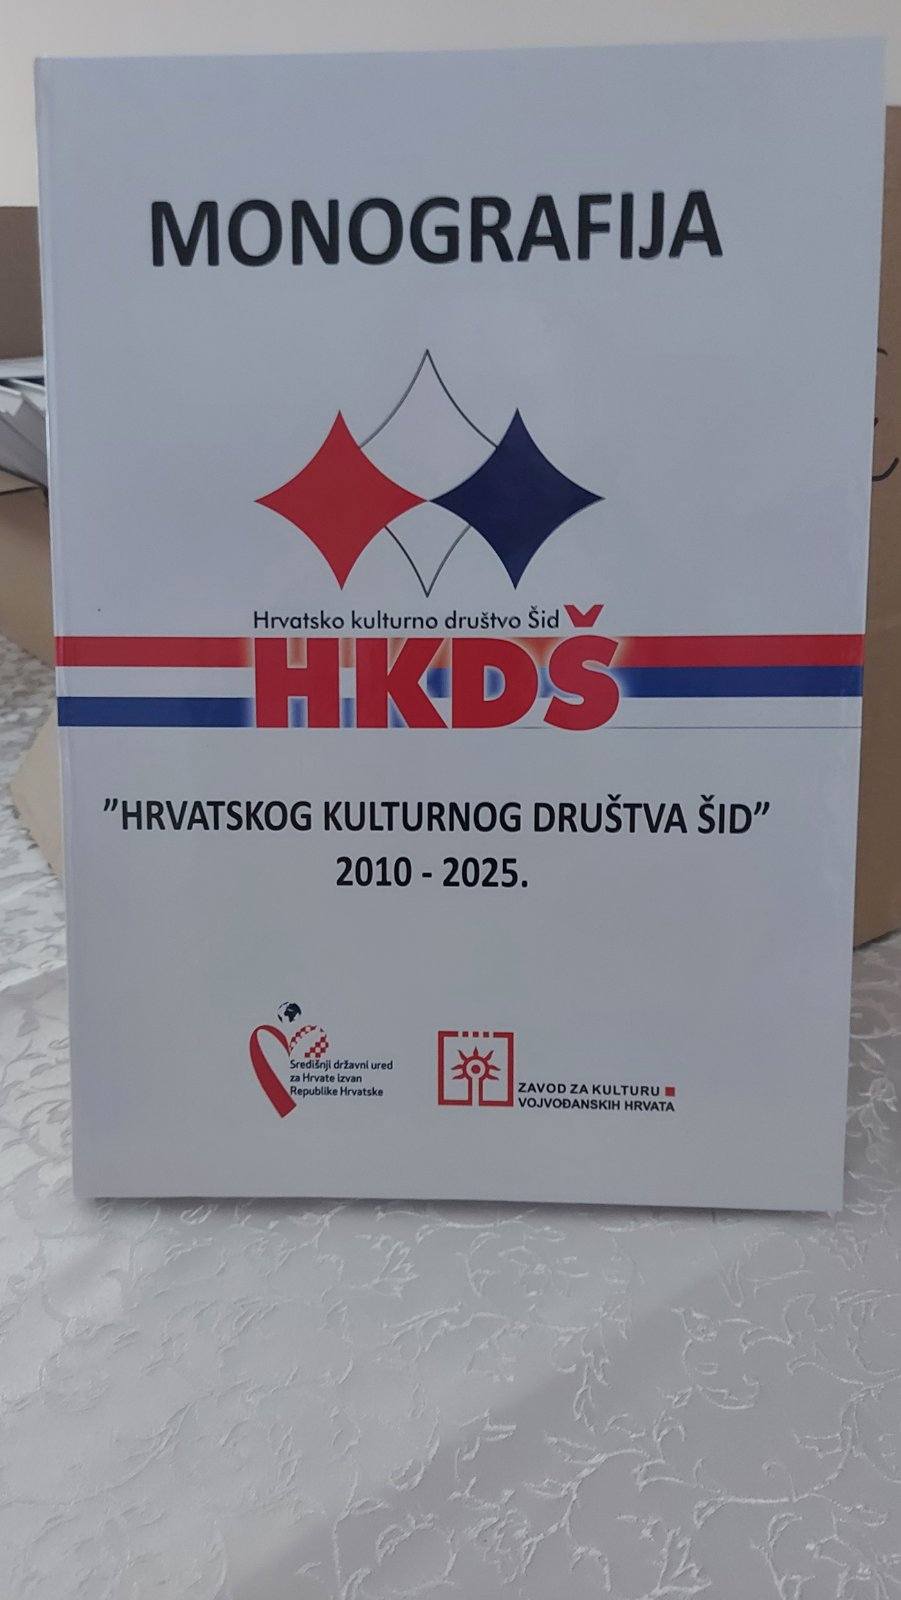 MONOGRAFIJA
Hrvatsko kulturno društvo Šid
HKDŠ
"HRVATSKOG KULTURNOG DRUŠTVA ŠID"
2010 - 2025.
Središnji državni ured
za Hrvate izvan
Republike Hrvatske
ZAVOD ZA KULTURU
VOJVOĐANSKIH HRVATA